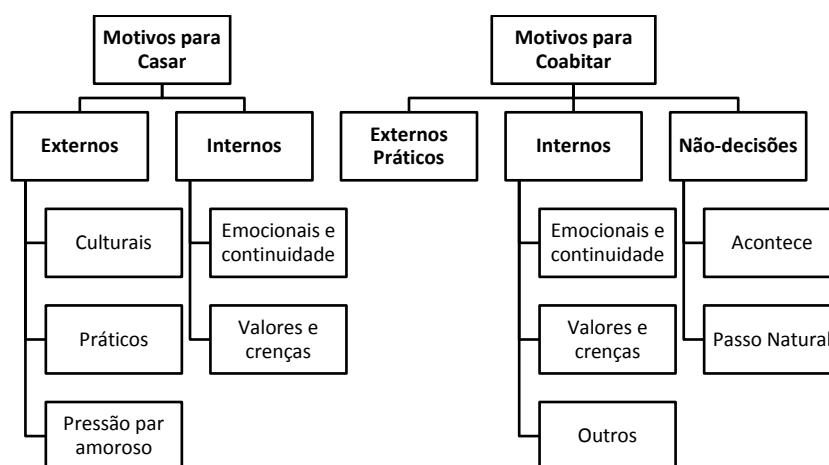 Motivos para
Casar
Externos
Culturais
Práticos
Pressão par
amoroso
Internos
Emocionais e
continuidade
Valores e
crenças
Motivos para
Coabitar
Externos
Práticos
Internos
Emocionais e
continuidade
Valores e
crenças
Outros
Não-decisões
Acontece
Passo Natural